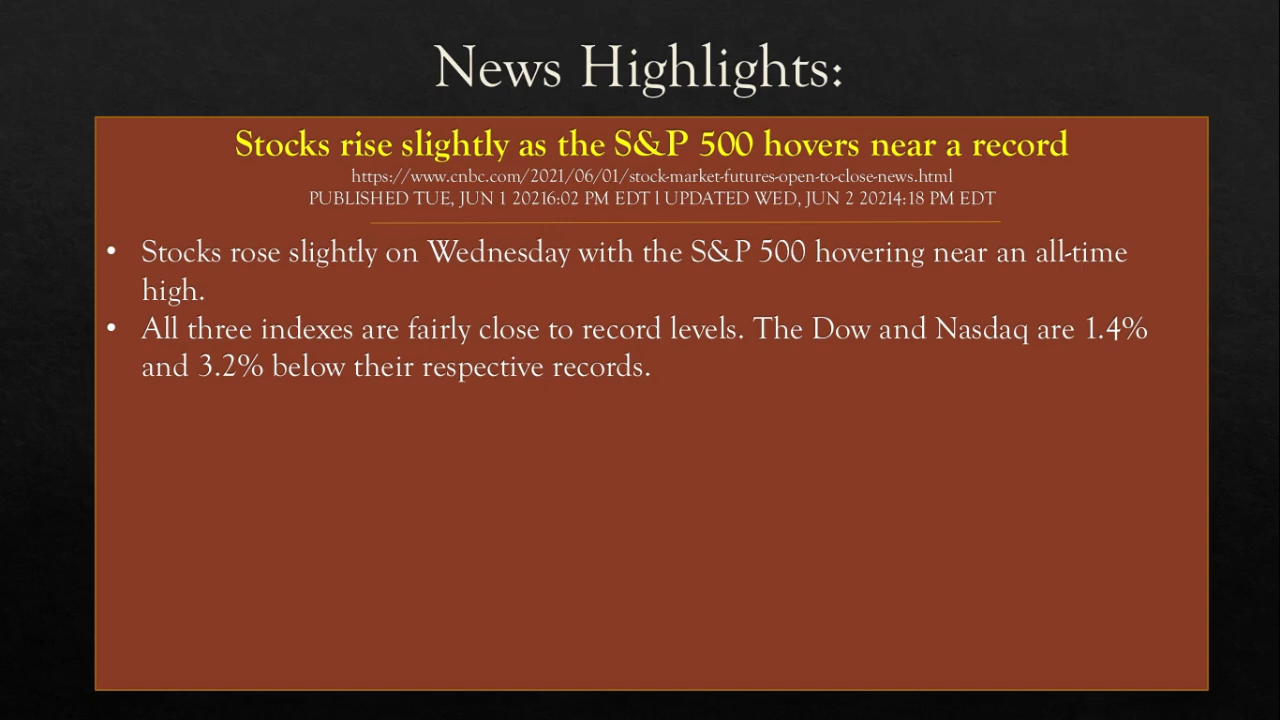 News Highlights:
Stocks rise slightly as the S&P 500 hovers near a record
https://www.cnbc.com/2021/06/01/stock-market-futures-open-to-close-news.html
PUBLISHED TUE, JUN 1 20216:02 PM EDT l UPDATED WED, JUN 2 20214:18 PM EDT
• Stocks rose slightly on Wednesday with the S&P 500 hovering near an all-time
high.
• All three indexes are fairly close to record levels. The Dow and Nasdaq are 1.4%
and 3.2% below their respective records.